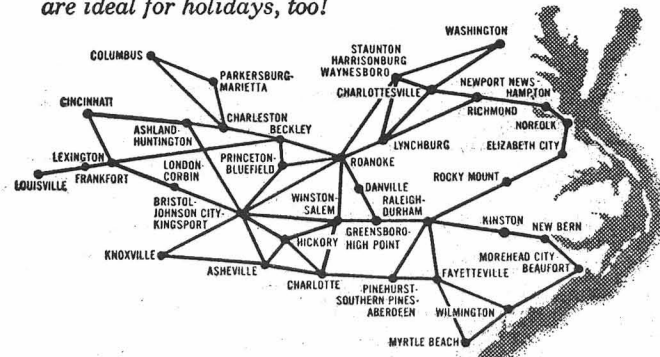 are ideal for holidays, too!
WASHINGTON
STAUNTON
HARRISONBURG
WAYNESBORO
COLUMBUS
PARKERSBURG-
MARIETTA
CHARLOTTESVILLE
NEWPORT NEWS-
HAMPTON
RICHMOND
CINCINNATI
CHARLESTON
NORFOLK
ASHLAND-
HUNTINGTON
BECKLEY
LYNCHBURG
ELIZABETH CITY
LEXINGTON
FRANKFORT
LOUISVILLE
LONDON-
CORBIN
PRINCETON-
BLUEFIELD
ROANOKE
DANVILLE
ROCKY MOUNT
BRISTOL-
JOHNSON CITY-
KINGSPORT
WINSTON-
SALEM
RALEIGH-
DURHAM
GREENSBORO-
HIGH POINT
KINSTON
NEW BERN
HICKORY
MOREHEAD CITY-
BEAUFORT
KNOXVILLE
ASHEVILLE
CHARLOTTE
FAYETTEVILLE
PINEHURST-
SOUTHERN PINES-
ABERDEEN
WILMINGTON
MYRTLE BEACH